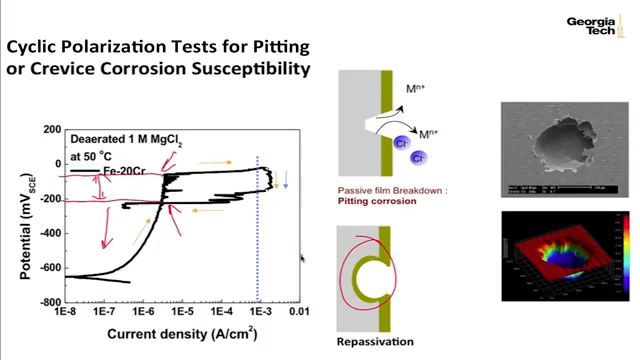 Georgia
Tech
Cyclic Polarization Tests for Pitting
or Crevice Corrosion Susceptibility
200
0
-200
-400
-600
-800
Potential (mV_SCE)
Deaerated 1 M MgCl₂
at 50 °C
Fe-20Cr
1E-8 1E-7 1E-6 1E-5 1E-4 1E-3 0.01
Current density (A/cm²)
Mⁿ⁺
Mⁿ⁺
Cl⁻
Cl⁻
Passive film Breakdown :
Pitting corrosion
Repassivation